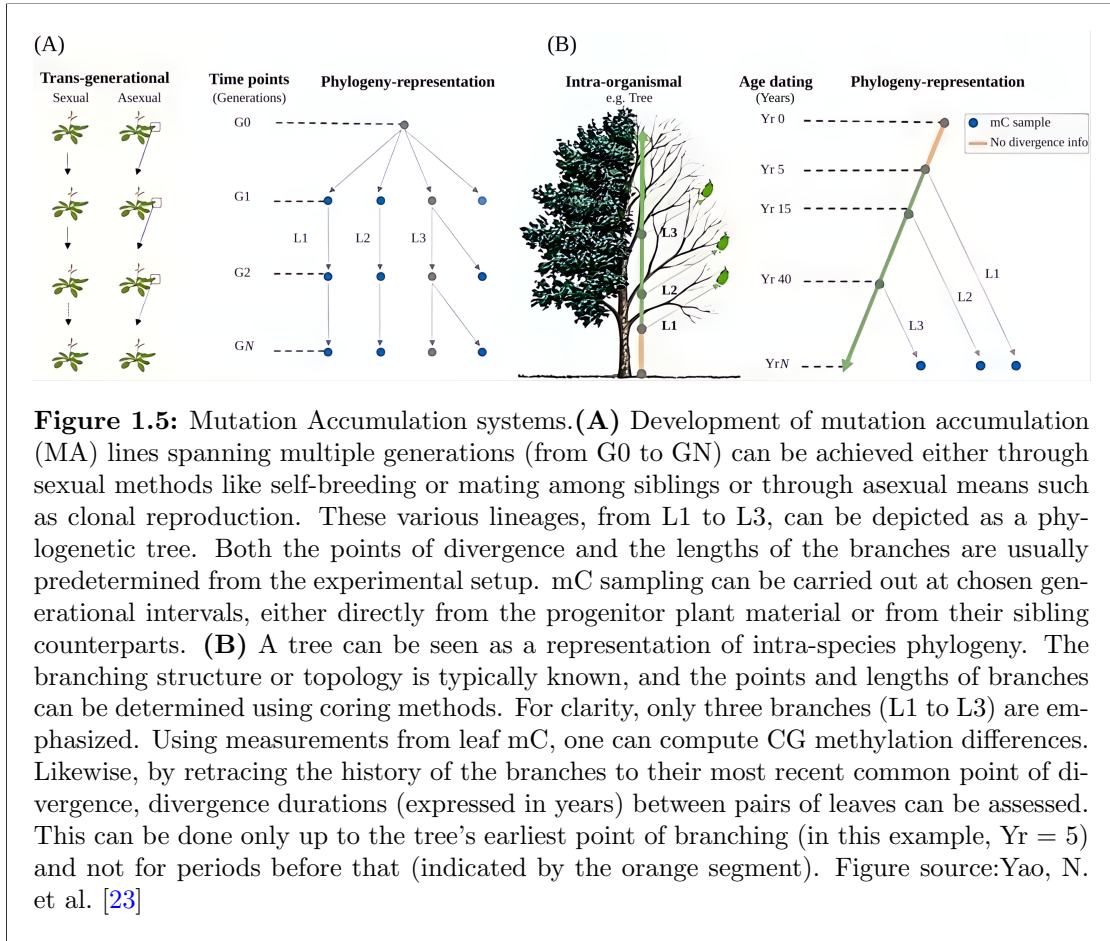 (A)
Trans-generational
Sexual Asexual
Time points
(Generations)
Phylogeny-representation
G0
G1
L1 L2 L3
G2
GN
(B)
Intra-organismal
e.g. Tree
L3
L2
L1
Age dating
(Years)
Phylogeny-representation
Yr 0
mC sample
No divergence info
Yr 5
Yr 15
Yr 40
L1
L2
L3
YrN
Figure 1.5: Mutation Accumulation systems.(A) Development of mutation accumulation
(MA) lines spanning multiple generations (from G0 to GN) can be achieved either through
sexual methods like self-breeding or mating among siblings or through asexual means such
as clonal reproduction. These various lineages, from L1 to L3, can be depicted as a phy-
logenetic tree. Both the points of divergence and the lengths of the branches are usually
predetermined from the experimental setup. mC sampling can be carried out at chosen gen-
erational intervals, either directly from the progenitor plant material or from their sibling
counterparts. (B) A tree can be seen as a representation of intra-species phylogeny. The
branching structure or topology is typically known, and the points and lengths of branches
can be determined using coring methods. For clarity, only three branches (L1 to L3) are em-
phasized. Using measurements from leaf mC, one can compute CG methylation differences.
Likewise, by retracing the history of the branches to their most recent common point of di-
vergence, divergence durations (expressed in years) between pairs of leaves can be assessed.
This can be done only up to the tree's earliest point of branching (in this example, Yr = 5)
and not for periods before that (indicated by the orange segment). Figure source:Yao, N.
et al. [23]